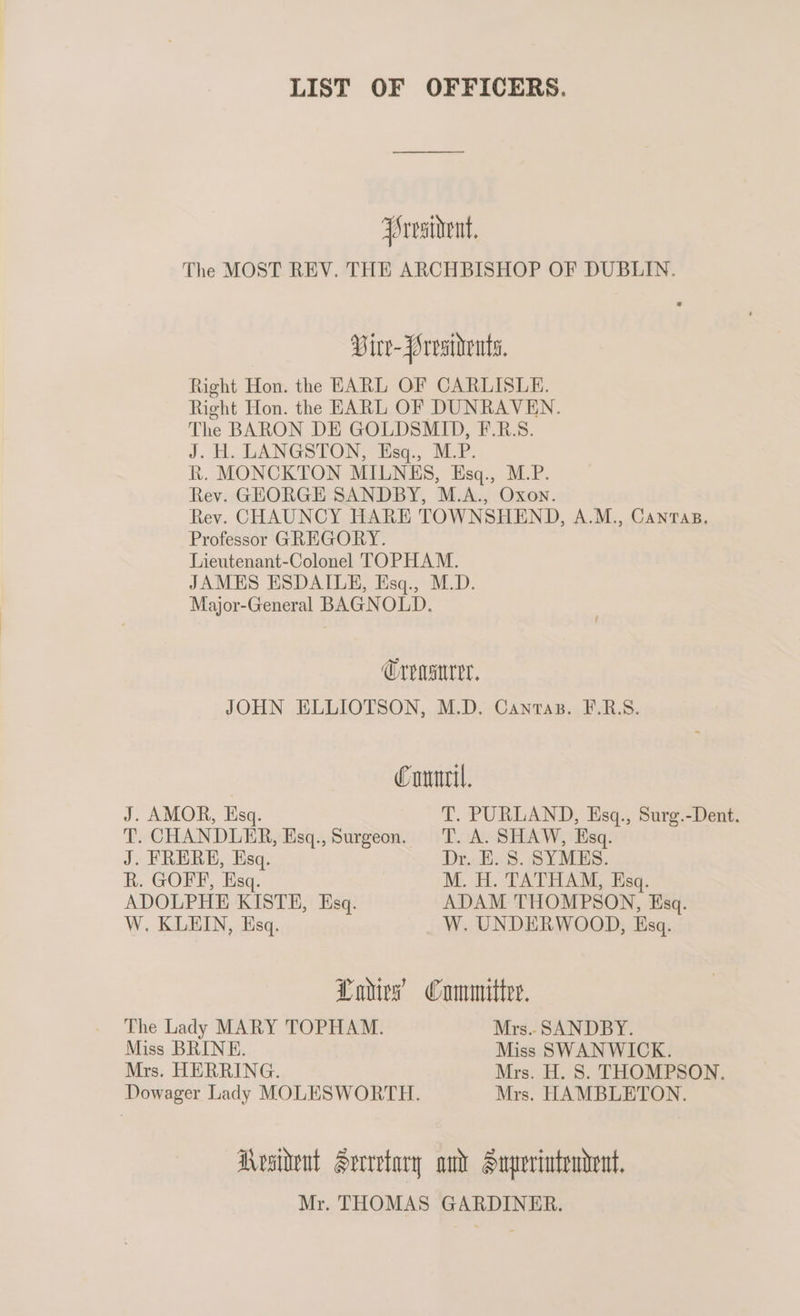 LIST OF OFFICERS.
President.
The MOST REV. THE ARCHBISHOP OF DUBLIN.
Vice-Presidents.
Right Hon. the EARL OF CARLISLE.
Right Hon. the EARL OF DUNRAVEN.
The BARON DE GOLDSMID, F.R.S.
J. H. LANGSTON, Esq., M.P.
R. MONCKTON MILNES, Esq., M.P.
Rev. GEORGE SANDBY, M.A., Oxon.
Rev. CHAUNCY HARE TOWNSHEND, A.M., CANTAB.
Professor GREGORY.
Lieutenant-Colonel TOPHAM.
JAMES ESDAILE, Esq., M.D.
Major-General BAGNOLD.
Treasurer.
JOHN ELLIOTSON, M.D. CANTAB. F.R.S.
Council.
J. AMOR, Esq.
T. CHANDLER, Esq., Surgeon.
J. FRERE, Esq.
R. GOFF, Esq.
ADOLPHE KISTE, Esq.
W. KLEIN, Esq.
T. PURLAND, Esq., Surg.-Dent.
T. A. SHAW, Esq.
Dr. E. S. SYMES.
M. H. TATHAM, Esq.
ADAM THOMPSON, Esq.
W. UNDERWOOD, Esq.
Ladies' Committee.
The Lady MARY TOPHAM.
Miss BRINE.
Mrs. HERRING.
Dowager Lady MOLESWORTH.
Mrs. SANDBY.
Miss SWANWICK.
Mrs. H. S. THOMPSON.
Mrs. HAMBLETON.
Resident Secretary and Superintendent.
Mr. THOMAS GARDINER.